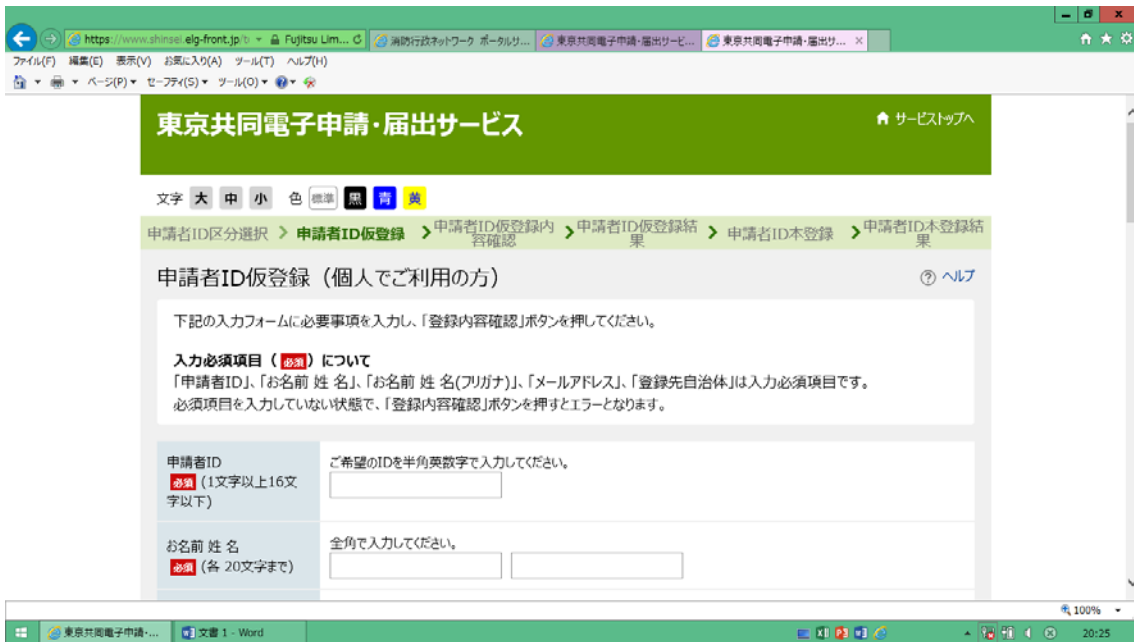 https://www.shinsei.elg-front.jp/t
Fujitsu Lim...
消防行政ネットワーク ポータルサ...
東京共同電子申請・届出サービ...
東京共同電子申請・届出サ...
ファイル(F) 編集(E) 表示(V) お気に入り(A) ツール(T) ヘルプ(H)
ページ(P) セーフティ(S) ツール(O)
東京共同電子申請・届出サービス
サービストップへ
文字 大 中 小 色 標準 黒 青 黄
申請者ID区分選択
申請者ID仮登録
申請者ID仮登録内
容確認
申請者ID仮登録結
果
申請者ID本登録
申請者ID本登録結
果
申請者ID仮登録(個人でご利用の方)
ヘルプ
下記の入力フォームに必要事項を入力し、「登録内容確認」ボタンを押してください。
入力必須項目(必須)について
「申請者ID」、「お名前 姓 名」、「お名前 姓 名(フリガナ)」、「メールアドレス」、「登録先自治体」は入力必須項目です。
必須項目を入力していない状態で、「登録内容確認」ボタンを押すとエラーとなります。
申請者ID
必須 (1文字以上16文
字以下)
ご希望のIDを半角英数字で入力してください。
お名前 姓 名
必須 (各 20文字まで)
全角で入力してください。
100%
東京共同電子申請・...
文書 1 - Word
20:25